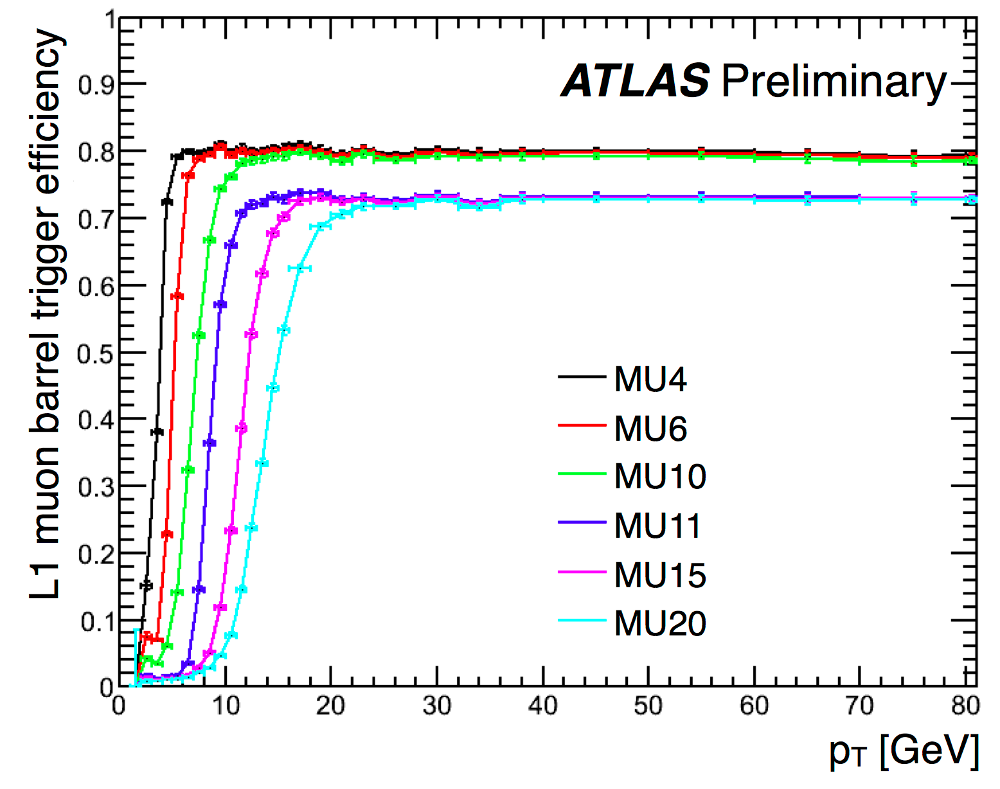 L1 muon barrel trigger efficiency
1
0.9
0.8
0.7
0.6
0.5
0.4
0.3
0.2
0.1
0
ATLAS Preliminary
MU4
MU6
MU10
MU11
MU15
MU20
0 10 20 30 40 50 60 70 80
pT [GeV]